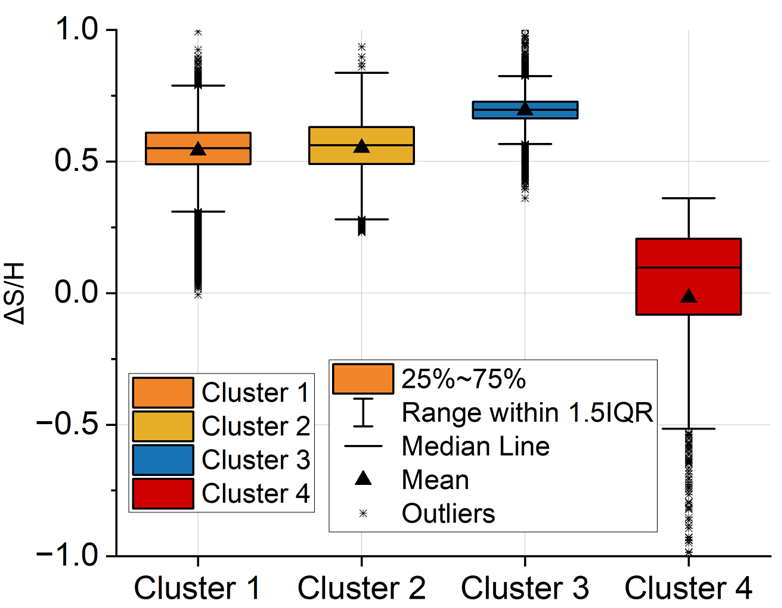 1.0
0.5
0.0
−0.5
−1.0
ΔS/H
Cluster 1
Cluster 2
Cluster 3
Cluster 4
25%~75%
Range within 1.5IQR
Median Line
Mean
Outliers
Cluster 1 Cluster 2 Cluster 3 Cluster 4